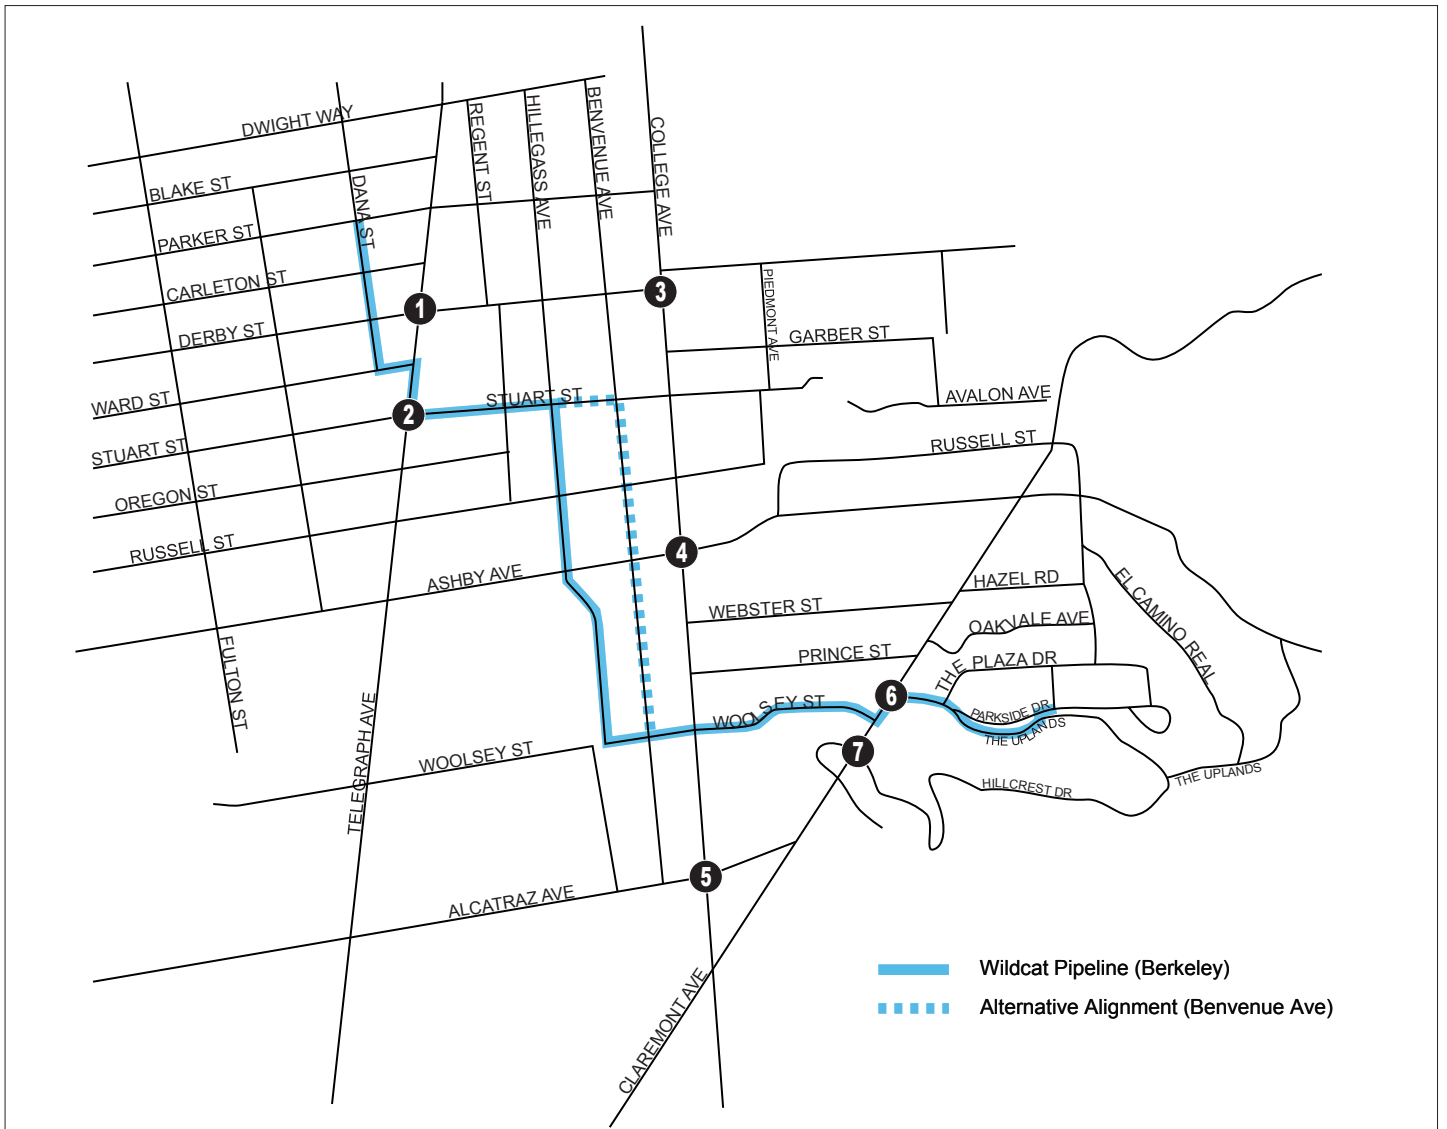 DWIGHT WAY
BLAKE ST
DANA ST
REGENT ST
HILLEGASS AVE
BENVENUE AVE
COLLEGE AVE
PARKER ST
CARLETON ST
DERBY ST
1
3
PIEDMONT AVE
GARBER ST
WARD ST
2
STUART ST
AVALON AVE
STUART ST
RUSSELL ST
OREGON ST
RUSSELL ST
4
ASHBY AVE
HAZEL RD
EL CAMINO REAL
WEBSTER ST
OAKVALE AVE
FULTON ST
PRINCE ST
THE PLAZA DR
6
TELEGRAPH AVE
WOOLSEY ST
PARKSIDE DR
THE UPLANDS
7
WOOLSEY ST
THE UPLANDS
HILLCREST DR
5
ALCATRAZ AVE
CLAREMONT AVE
Wildcat Pipeline (Berkeley)
Alternative Alignment (Benvenue Ave)